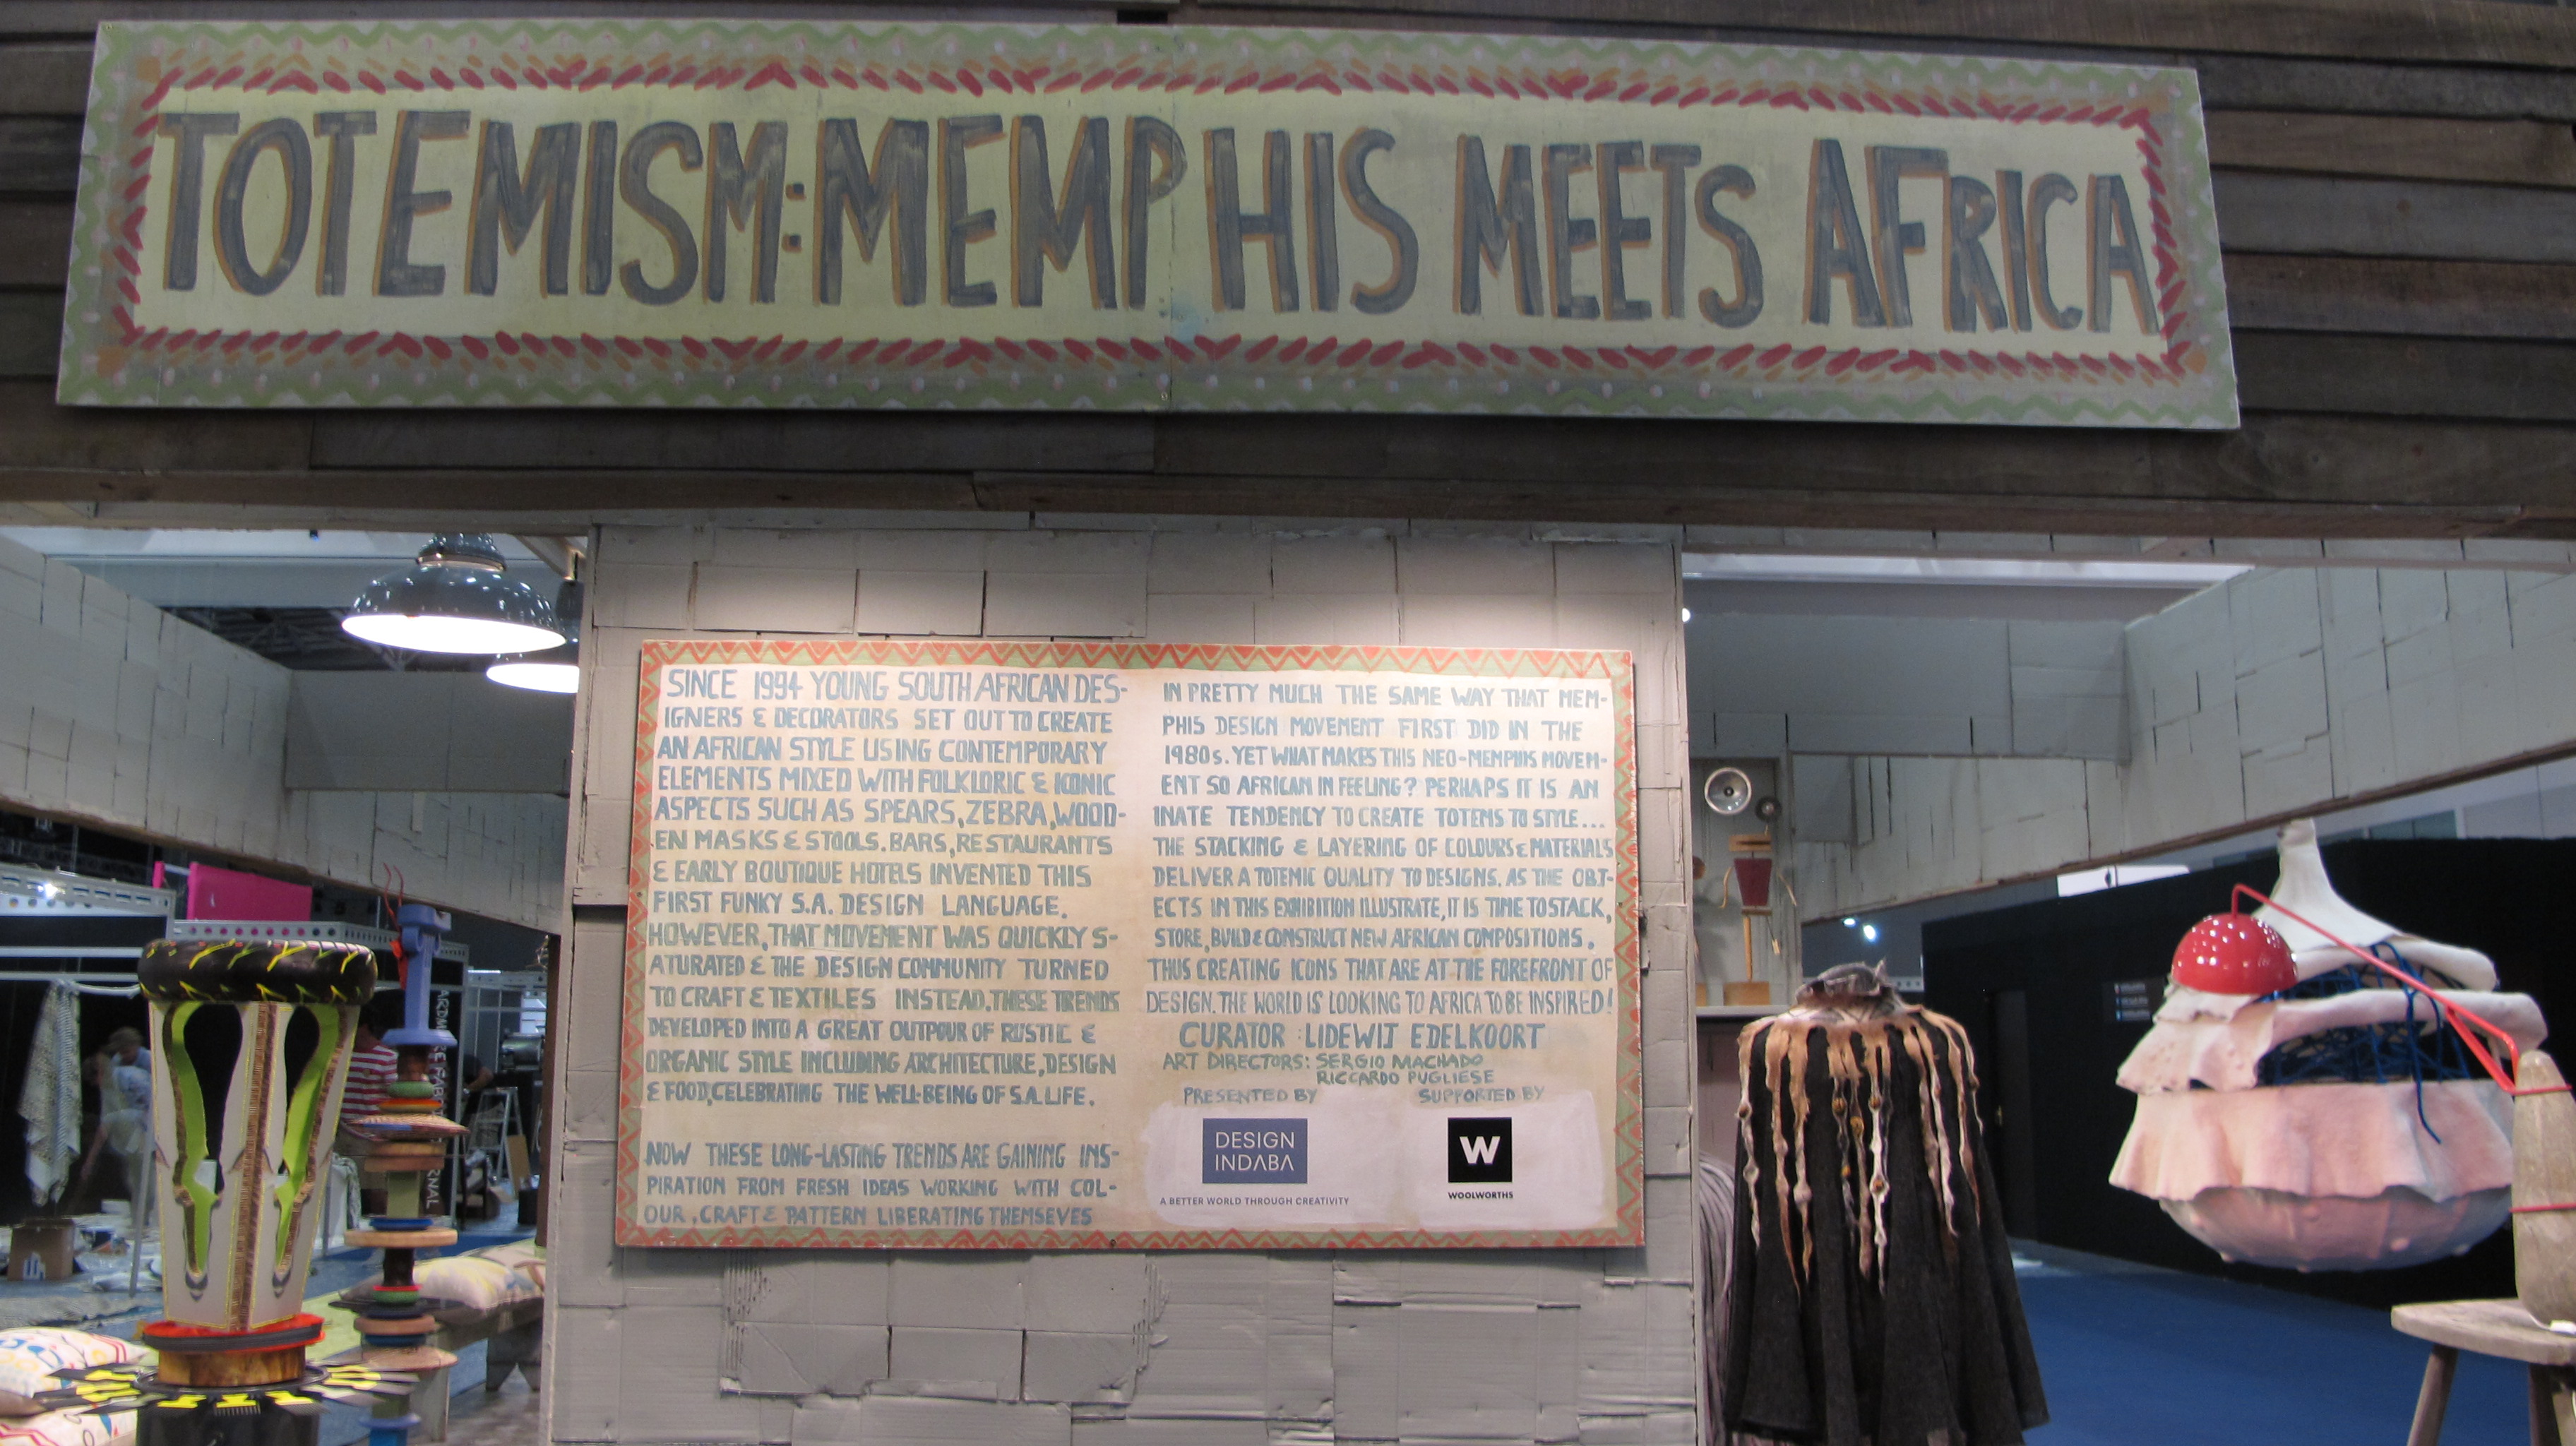 TOTEMISM:MEMPHIS MEETS AFRICA
SINCE 1994 YOUNG SOUTH AFRICAN DES-
IGNERS & DECORATORS SET OUT TO CREATE
AN AFRICAN STYLE USING CONTEMPORARY
ELEMENTS MIXED WITH FOLKLORIC & ICONIC
ASPECTS SUCH AS SPEARS, ZEBRA, WOOD-
EN MASKS & STOOLS. BARS, RESTAURANTS
& EARLY BOUTIQUE HOTELS INVENTED THIS
FIRST FUNKY S.A. DESIGN LANGUAGE.
HOWEVER, THAT MOVEMENT WAS QUICKLY S-
ATURATED & THE DESIGN COMMUNITY TURNED
TO CRAFT & TEXTILES INSTEAD. THESE TRENDS
DEVELOPED INTO A GREAT OUTPOUR OF RUSTIC &
ORGANIC STYLE INCLUDING ARCHITECTURE, DESIGN
& FOOD, CELEBRATING THE WELL-BEING OF S.A. LIFE.
NOW THESE LONG-LASTING TRENDS ARE GAINING INS-
PIRATION FROM FRESH IDEAS WORKING WITH COL-
OUR, CRAFT & PATTERN LIBERATING THEMSEVES
IN PRETTY MUCH THE SAME WAY THAT MEM-
PHIS DESIGN MOVEMENT FIRST DID IN THE
1980s. YET WHAT MAKES THIS NEO-MEMPHIS MOVEM-
ENT SO AFRICAN IN FEELING? PERHAPS IT IS AN
INATE TENDENCY TO CREATE TOTEMS TO STYLE...
THE STACKING & LAYERING OF COLOURS & MATERIALS
DELIVER A TOTEMIC QUALITY TO DESIGNS. AS THE OBJ-
ECTS IN THIS EXHIBITION ILLUSTRATE, IT IS TIME TO STACK,
STORE, BUILD & CONSTRUCT NEW AFRICAN COMPOSITIONS.
THUS CREATING ICONS THAT ARE AT THE FOREFRONT OF
DESIGN. THE WORLD IS LOOKING TO AFRICA TO BE INSPIRED!
CURATOR : LIDEWIJ EDELKOORT
ART DIRECTORS: SERGIO MACHADO
RICCARDO PUGLIESE
PRESENTED BY SUPPORTED BY
DESIGN
INDABA
A BETTER WORLD THROUGH CREATIVITY
W
WOOLWORTHS